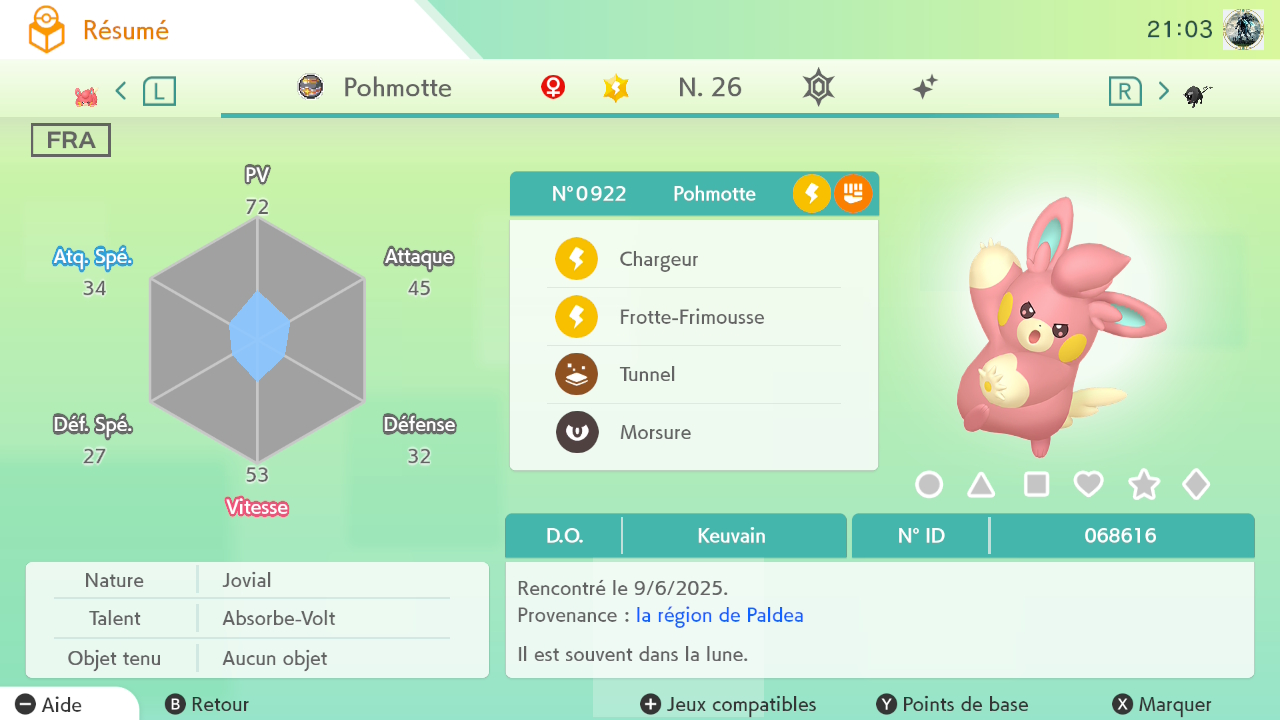 Résumé
21:03
L
Pohmotte
N. 26
R
FRA
PV
72
Atq. Spé.
34
Attaque
45
Déf. Spé.
27
Défense
32
53
Vitesse
N°0922 Pohmotte
Chargeur
Frotte-Frimousse
Tunnel
Morsure
D.O. Keuvain
N° ID 068616
Rencontré le 9/6/2025.
Provenance : la région de Paldea
Il est souvent dans la lune.
Nature Jovial
Talent Absorbe-Volt
Objet tenu Aucun objet
Aide
B Retour
Jeux compatibles
Y Points de base
X Marquer